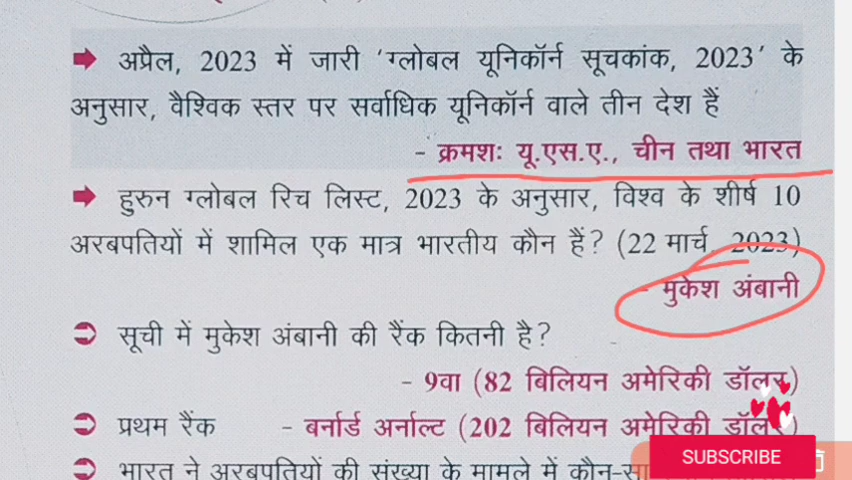 ➡ अप्रैल, 2023 में जारी 'ग्लोबल यूनिकॉर्न सूचकांक, 2023' के
अनुसार, वैश्विक स्तर पर सर्वाधिक यूनिकॉर्न वाले तीन देश हैं
- क्रमशः यू.एस.ए., चीन तथा भारत
➡ हुरुन ग्लोबल रिच लिस्ट, 2023 के अनुसार, विश्व के शीर्ष 10
अरबपतियों में शामिल एक मात्र भारतीय कौन हैं? (22 मार्च, 2023)
- मुकेश अंबानी
➲ सूची में मुकेश अंबानी की रैंक कितनी है?
- 9वा (82 बिलियन अमेरिकी डॉलर)
➲ प्रथम रैंक - बर्नार्ड अर्नाल्ट (202 बिलियन अमेरिकी डॉलर)
➲ भारत ने अरबपतियों की संख्या के मामले में कौन-सा
SUBSCRIBE